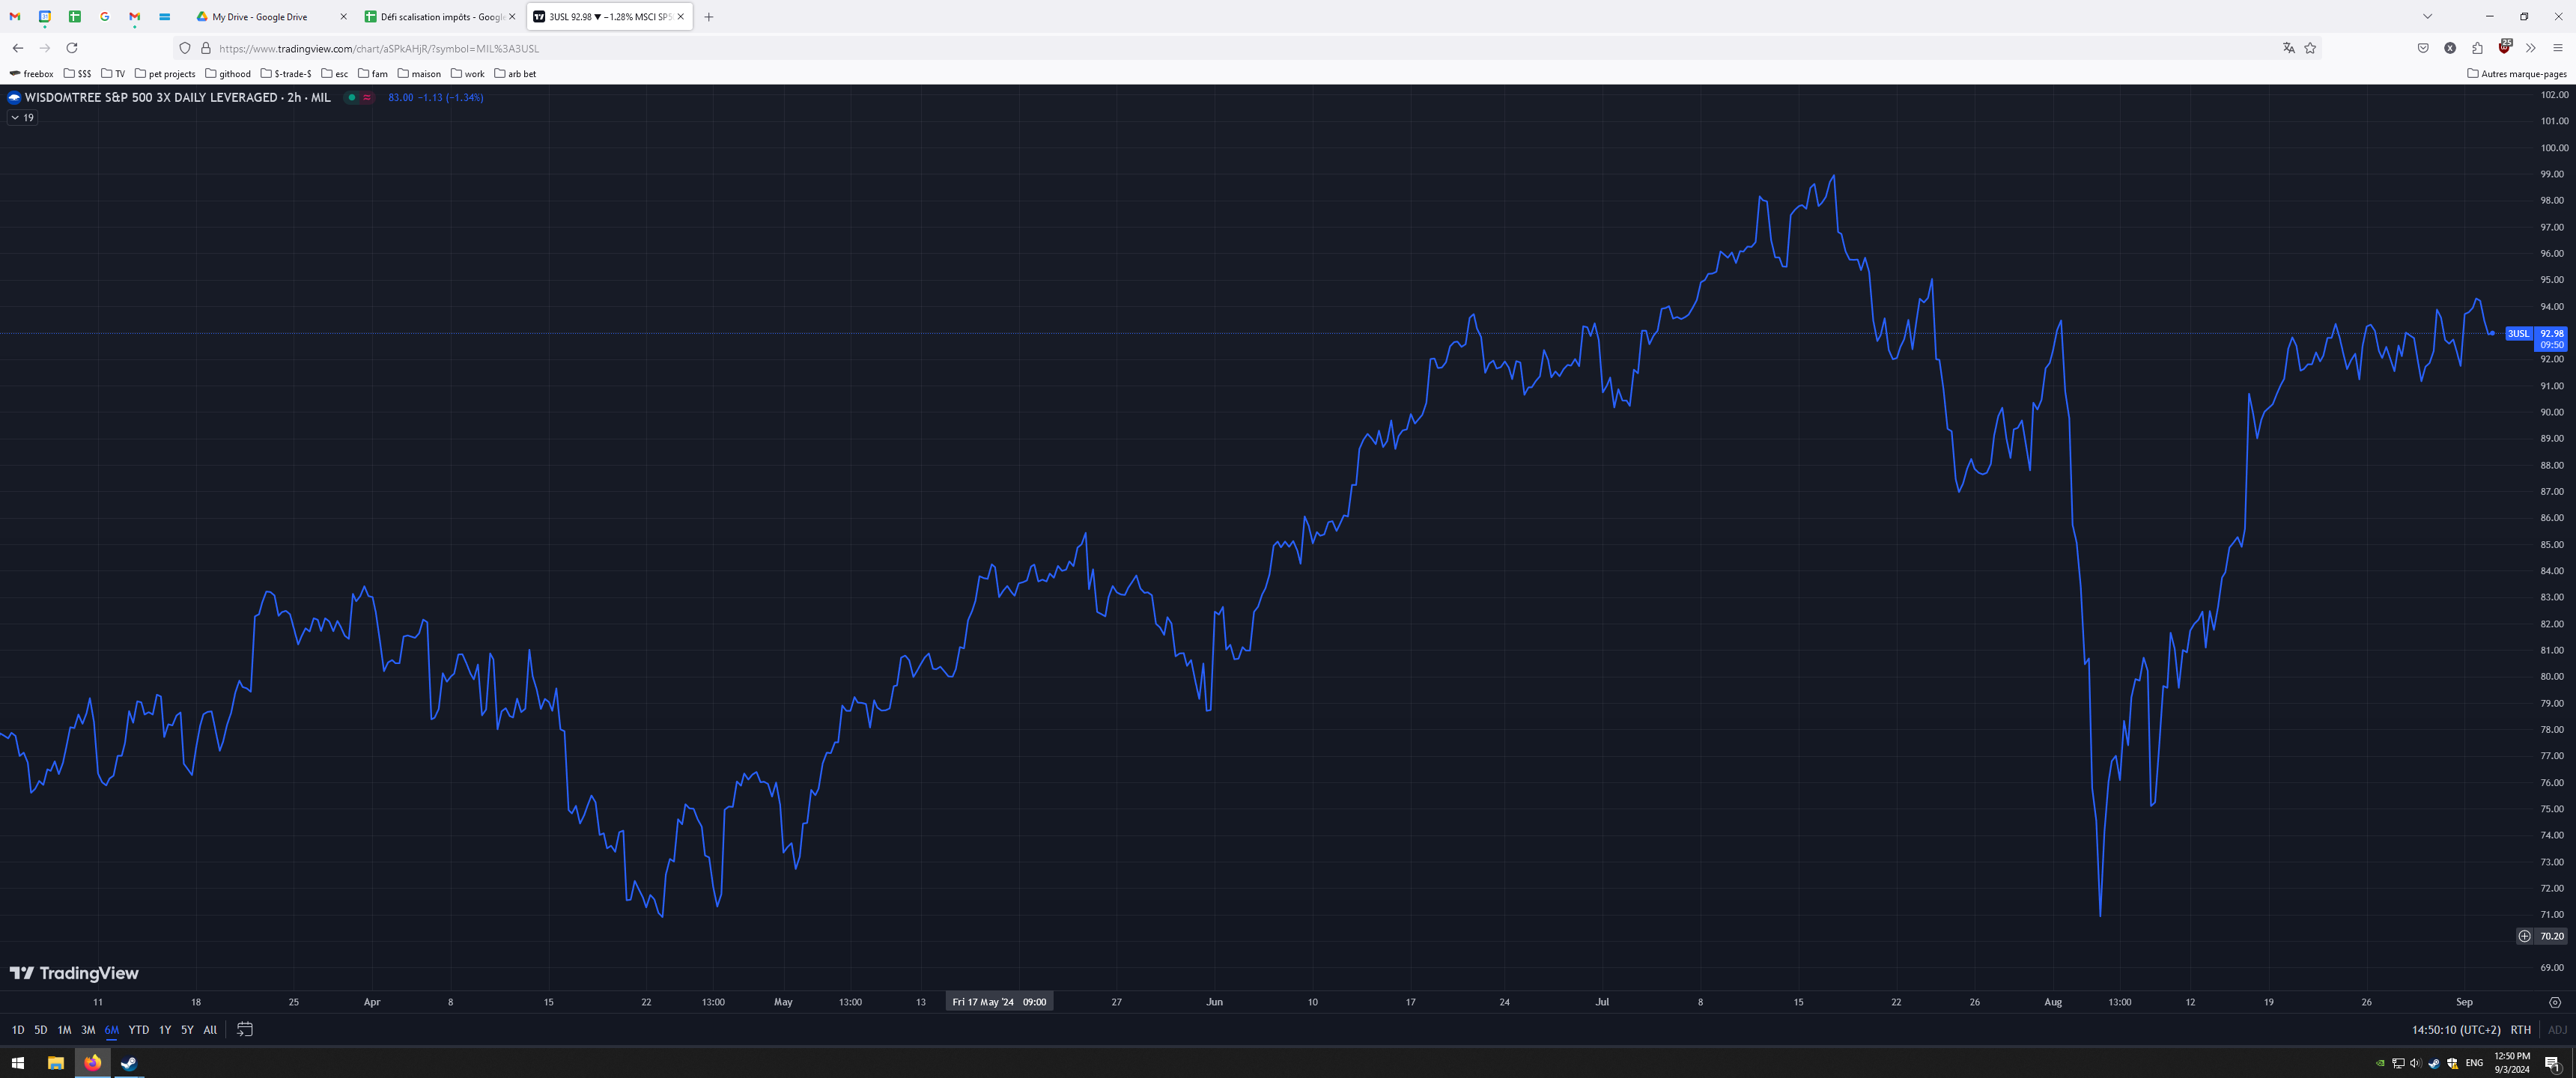 My Drive - Google Drive
Défi scalisation impôts - Google
3USL 92.98 ▼ −1.28% MSCI SP5
https://www.tradingview.com/chart/aSPkAHjR/?symbol=MIL%3A3USL
25
freebox $$$ TV pet projects githood $-trade-$ esc fam maison work arb bet
Autres marque-pages
WISDOMTREE S&P 500 3X DAILY LEVERAGED · 2h · MIL 83.00 −1.13 (−1.34%)
19
102.00
101.00
100.00
99.00
98.00
97.00
96.00
95.00
94.00
3USL 92.98
09:50
92.00
91.00
90.00
89.00
88.00
87.00
86.00
85.00
84.00
83.00
82.00
81.00
80.00
79.00
78.00
77.00
76.00
75.00
74.00
73.00
72.00
71.00
70.20
69.00
TradingView
11 18 25 Apr 8 15 22 13:00 May 13:00 13 Fri 17 May '24 09:00 27 Jun 10 17 24 Jul 8 15 22 26 Aug 13:00 12 19 26 Sep
1D 5D 1M 3M 6M YTD 1Y 5Y All
14:50:10 (UTC+2) RTH ADJ
ENG
12:50 PM
9/3/2024
1